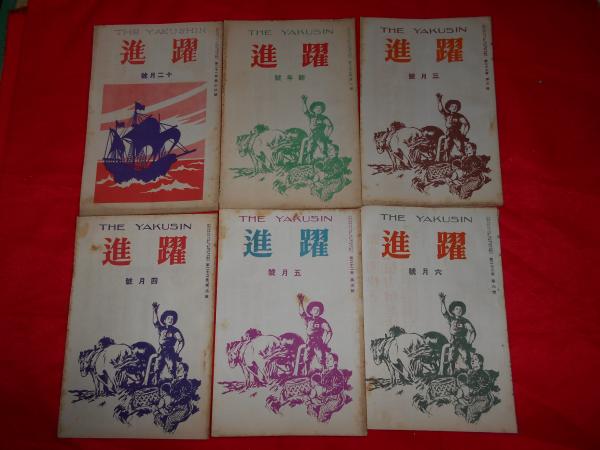 THE YAKUSHIN
進躍
號月二十
THE YAKUSIN
進躍
號年新
THE YAKUSIN
進躍
號月三
THE YAKUSIN
進躍
號月四
THE YAKUSIN
進躍
號月五
THE YAKUSIN
進躍
號月六